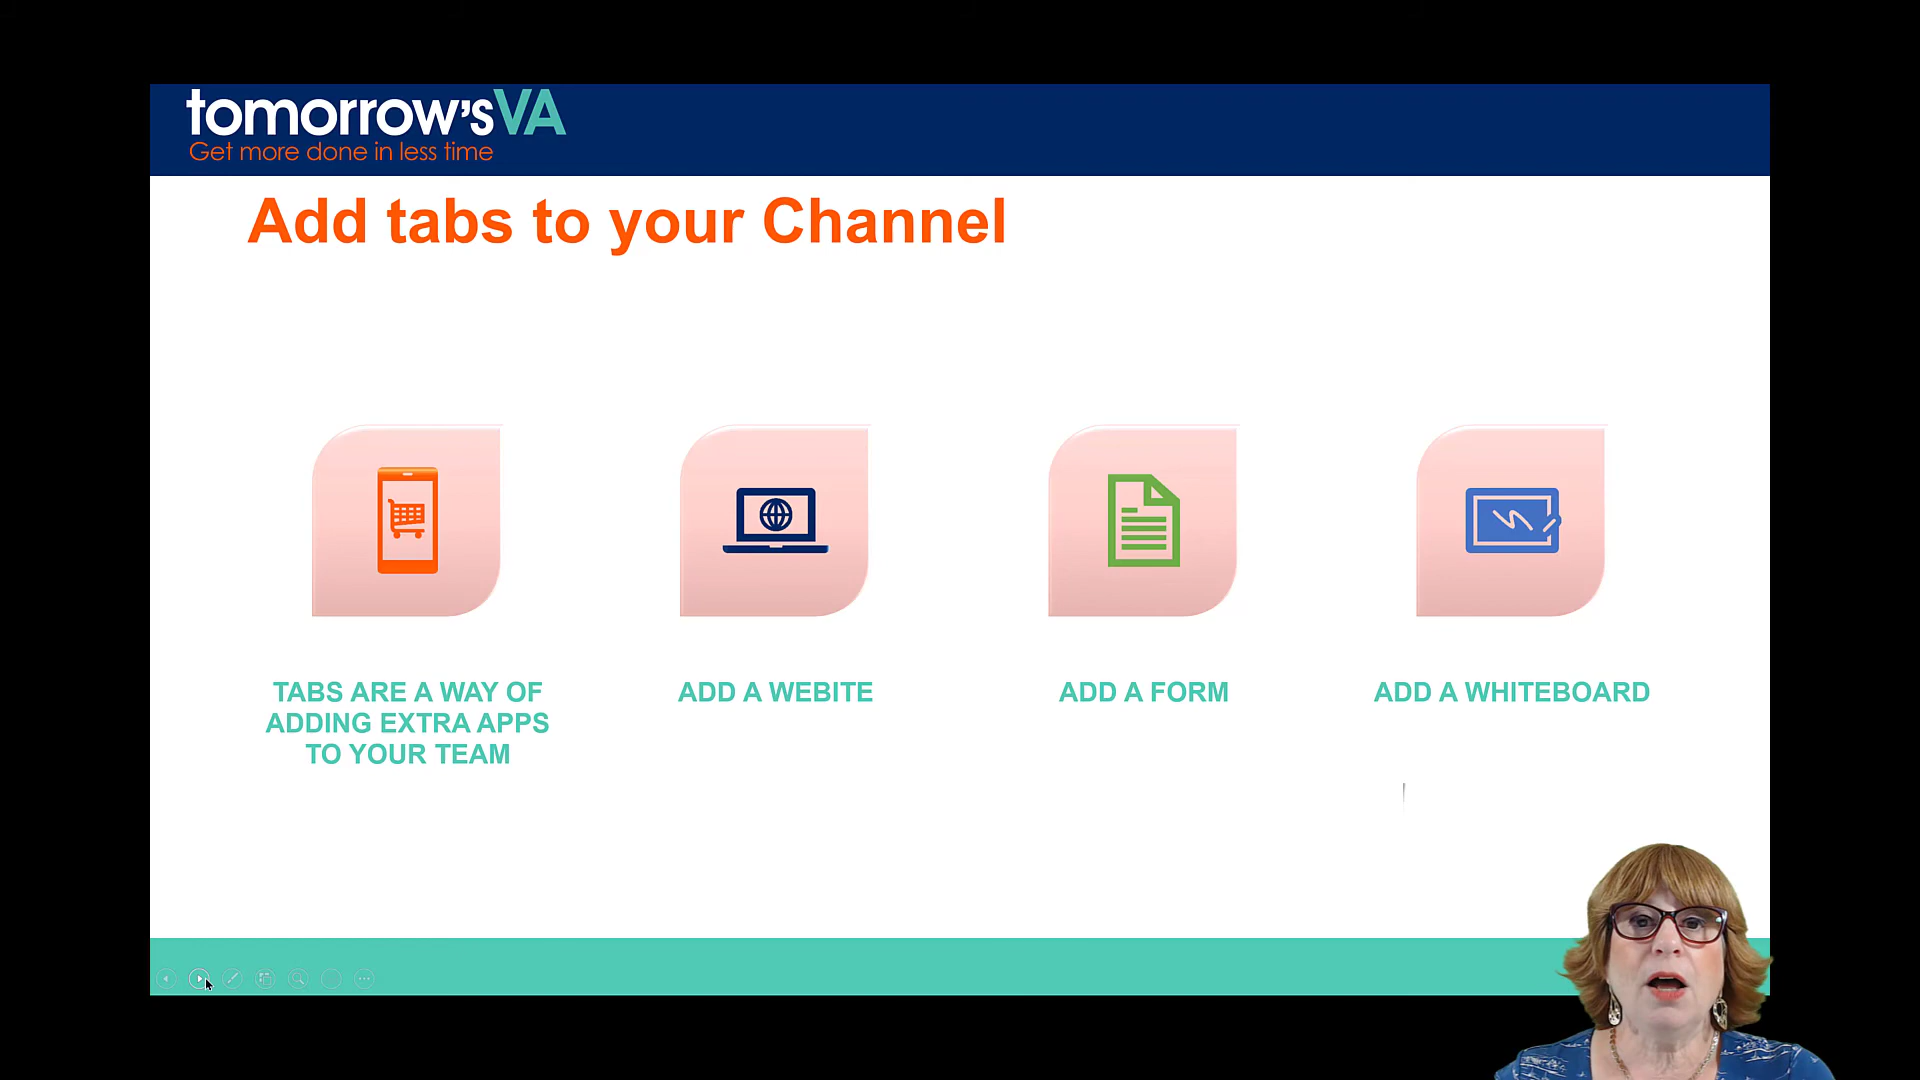 tomorrow'sVA
Get more done in less time
Add tabs to your Channel
TABS ARE A WAY OF
ADDING EXTRA APPS
TO YOUR TEAM
ADD A WEBITE
ADD A FORM
ADD A WHITEBOARD